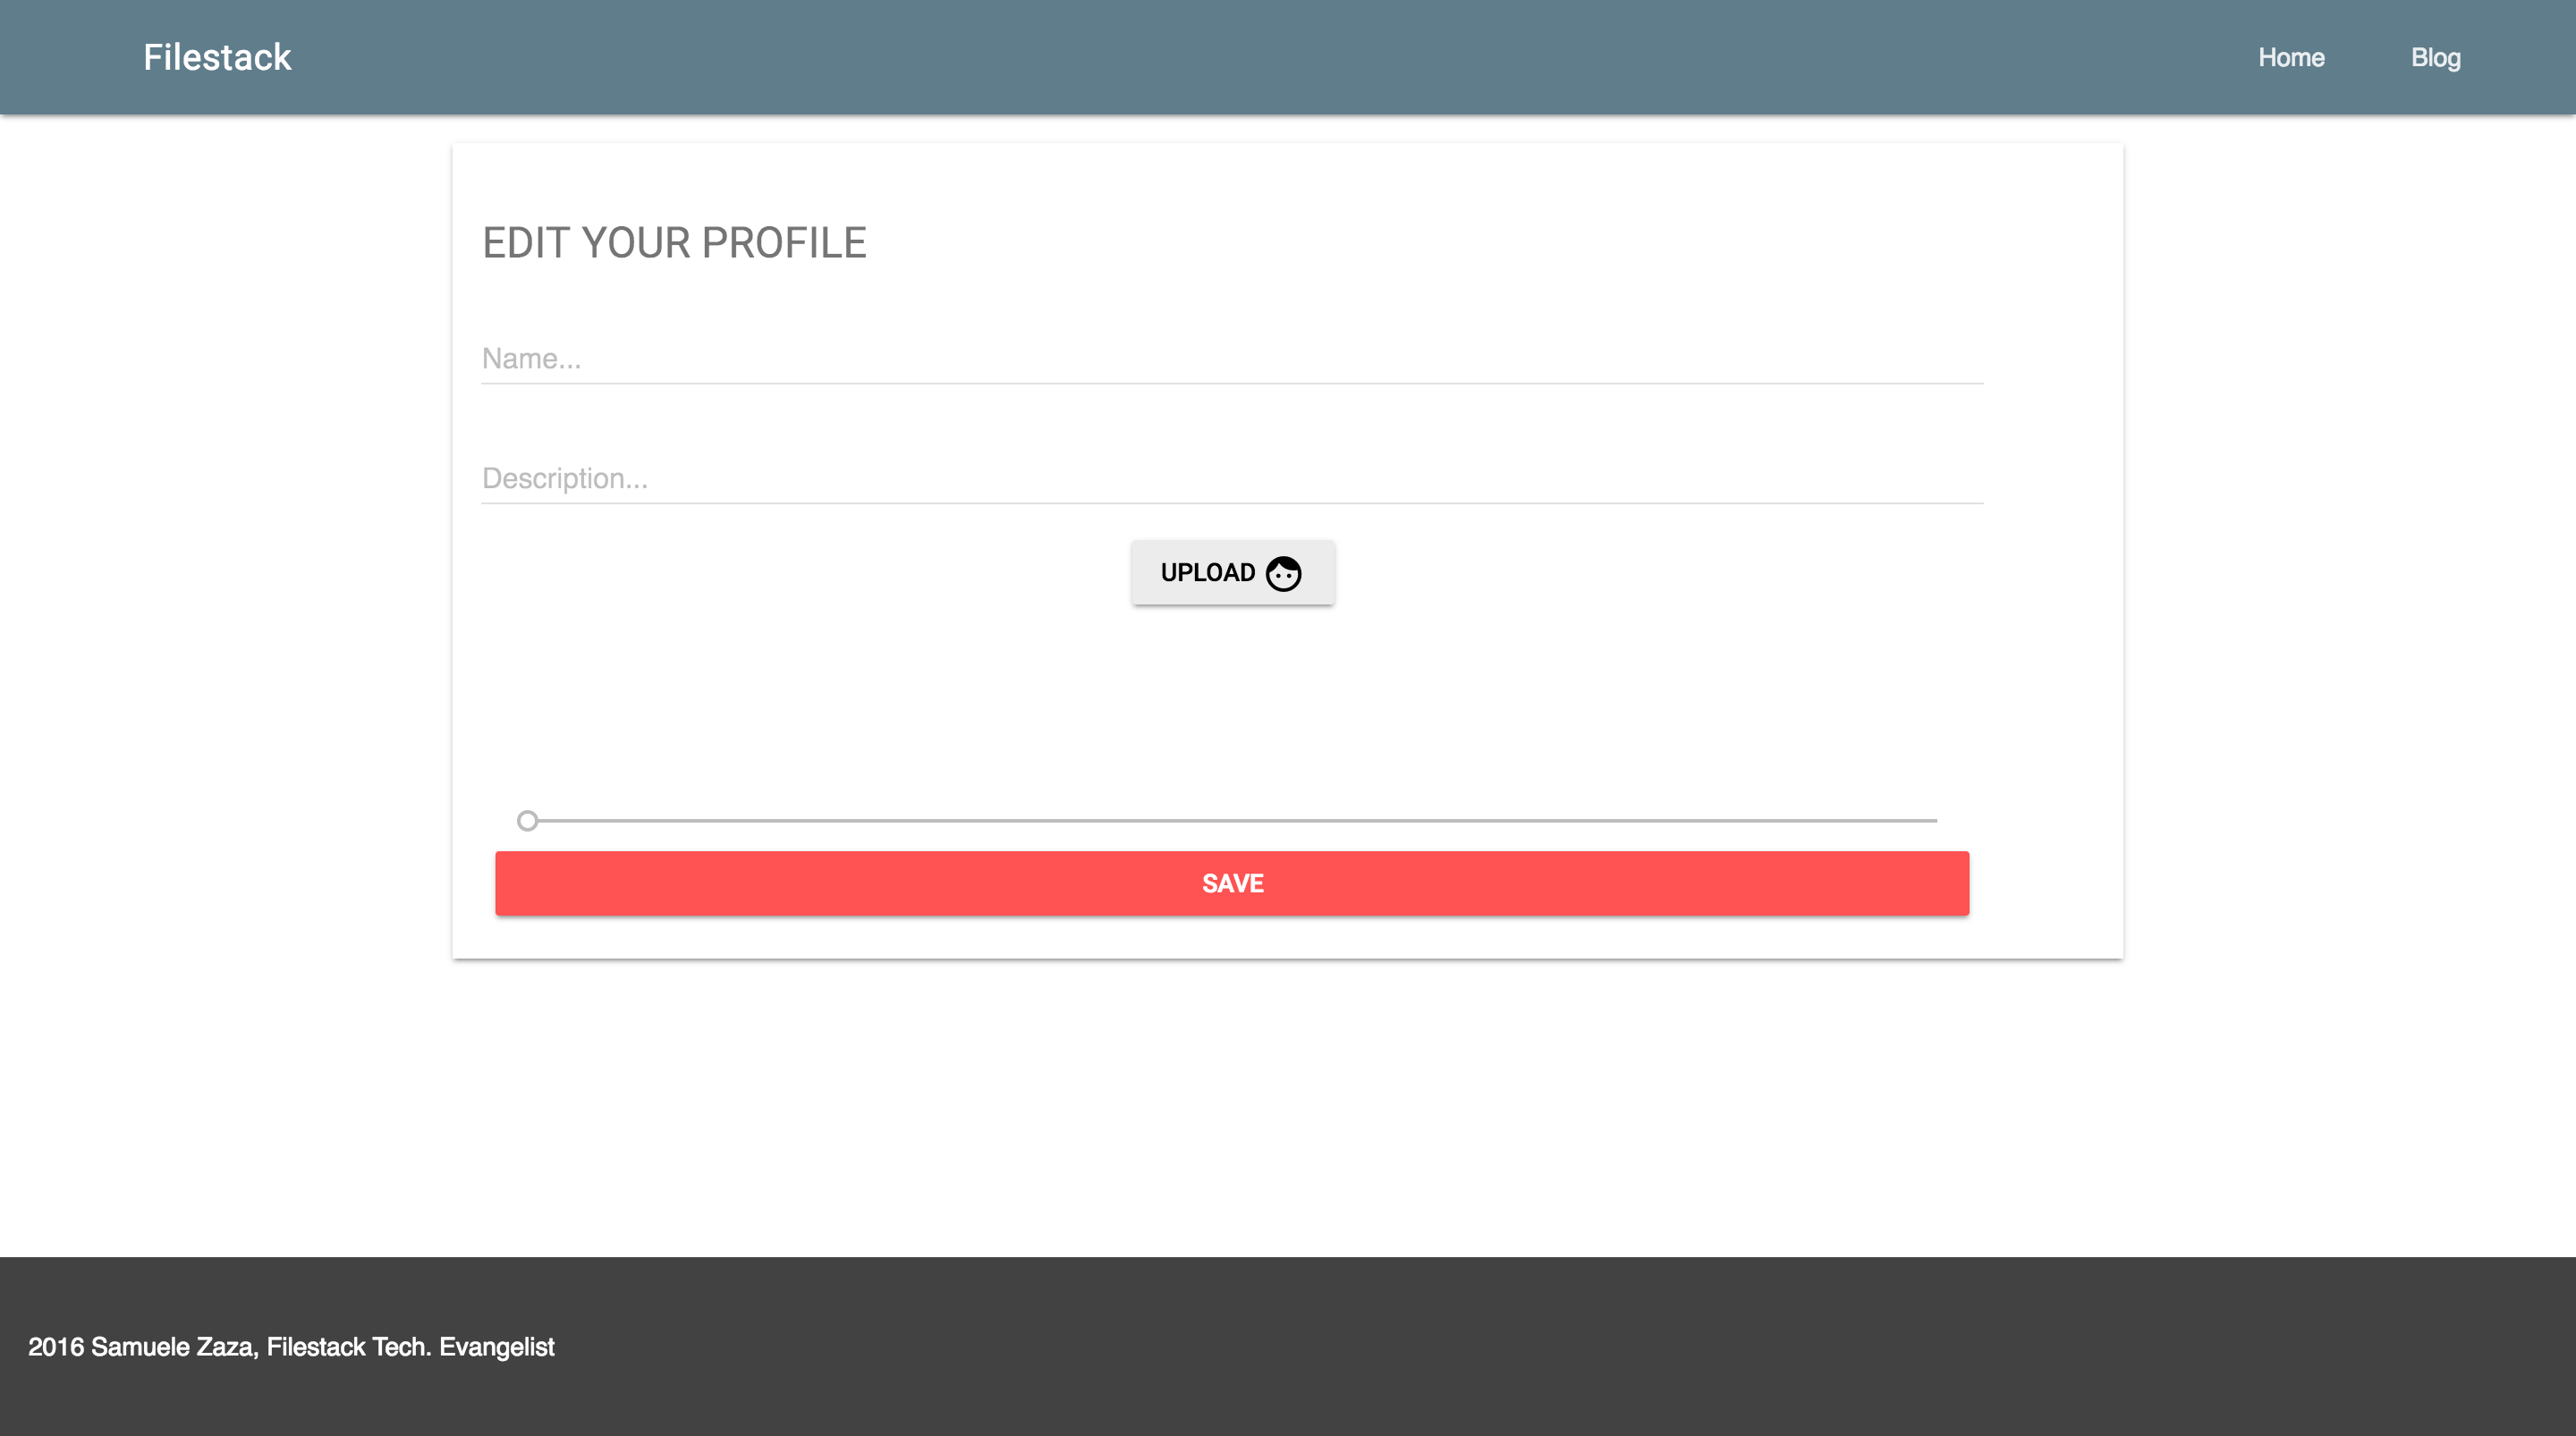 Filestack
Home
Blog
EDIT YOUR PROFILE
Name...
Description...
UPLOAD
SAVE
2016 Samuele Zaza, Filestack Tech. Evangelist